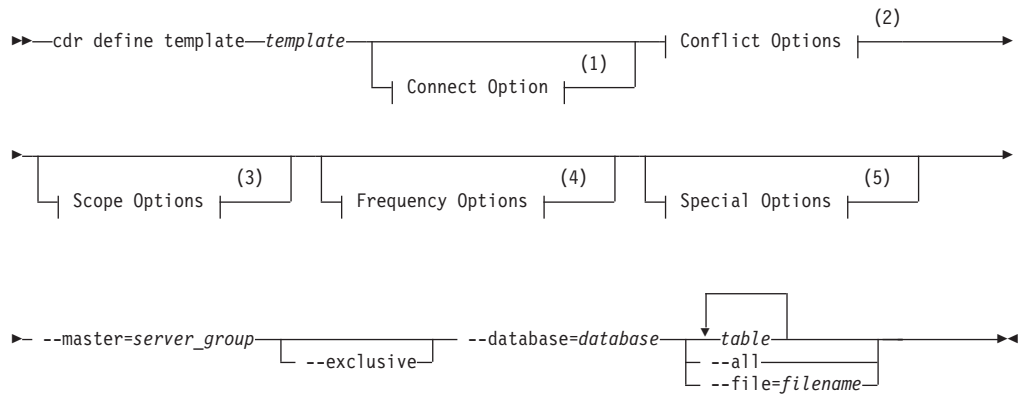 (2)
cdr define template template Conflict Options
(1)
Connect Option
(3) (4) (5)
Scope Options Frequency Options Special Options
--master=server_group --database=database table
--exclusive --all
--file=filename